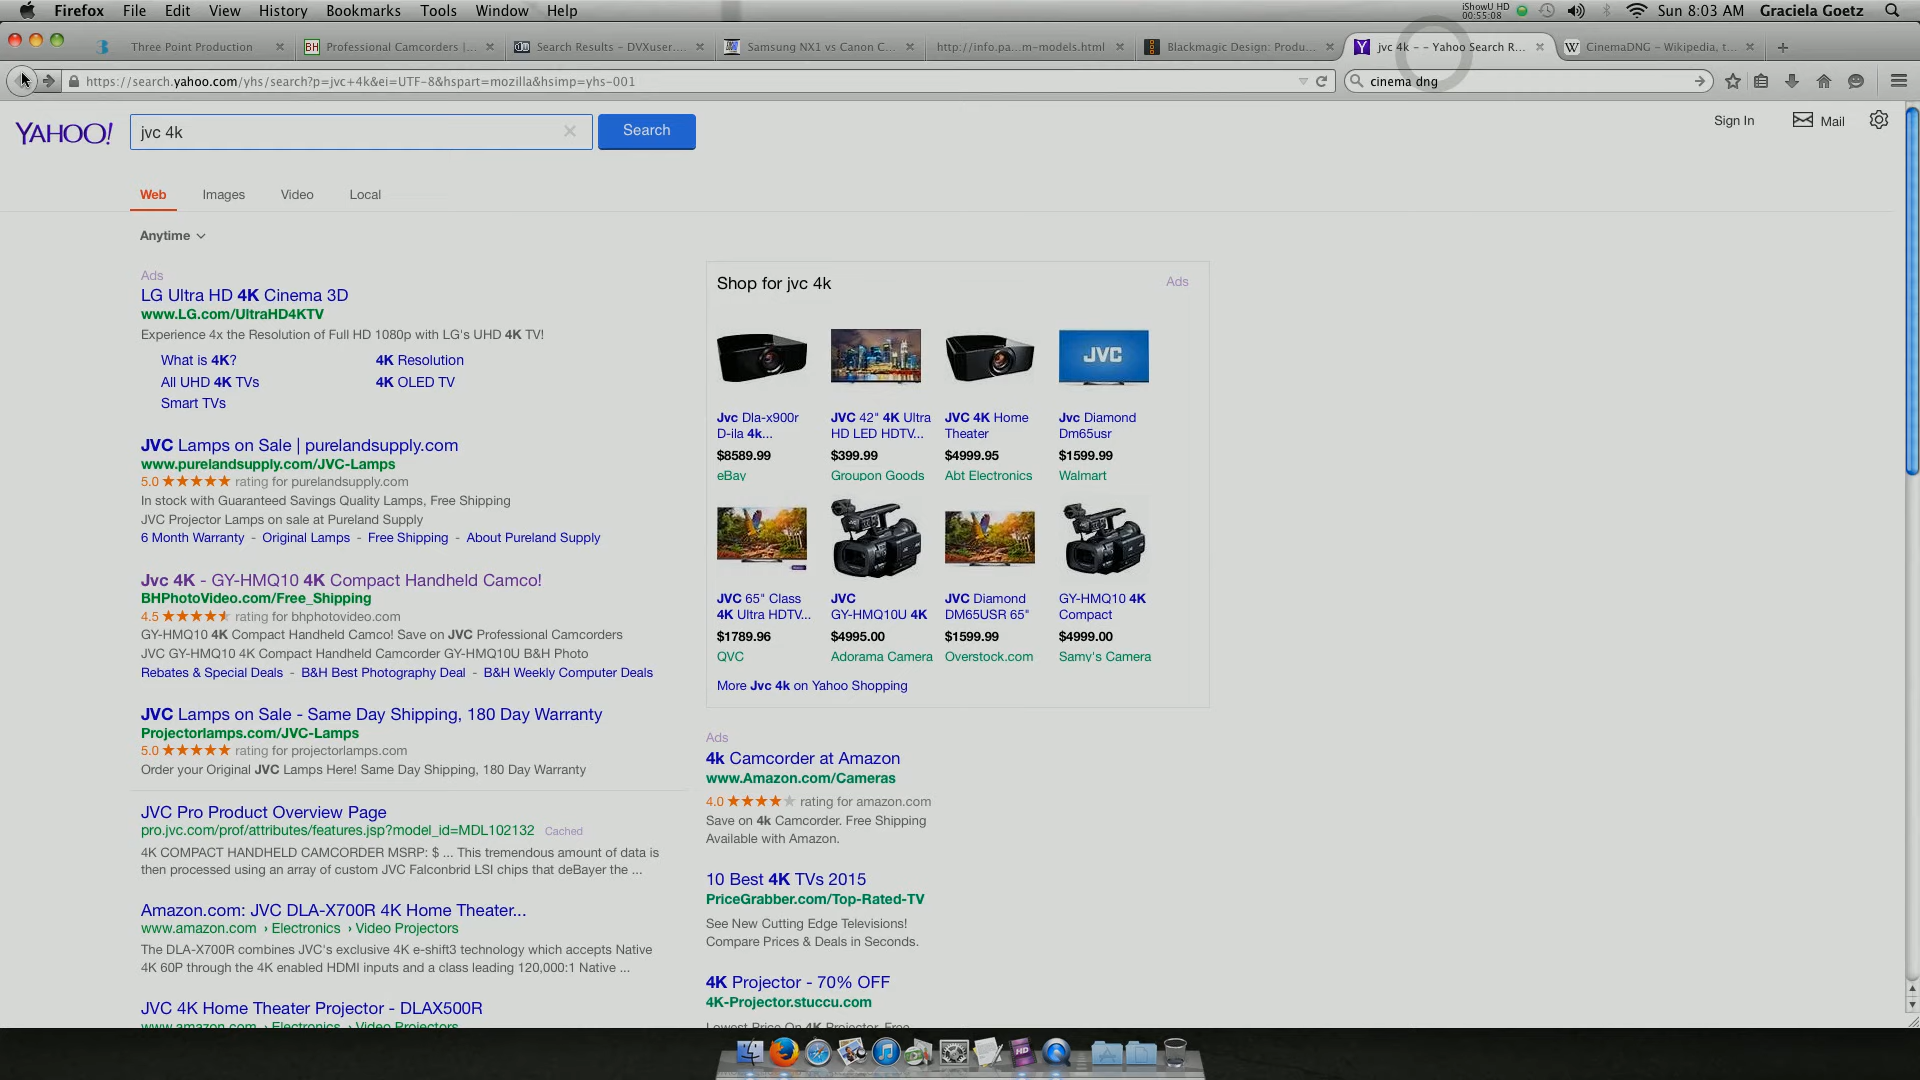 Firefox File Edit View History Bookmarks Tools Window Help
iShowU HD
00:55:08
Sun 8:03 AM Graciela Goetz
Three Point Production
BH Professional Camcorders |...
Search Results – DVXuser....
Samsung NX1 vs Canon C...
http://info.pa...m-models.html
Blackmagic Design: Produ...
jvc 4k - - Yahoo Search R...
W CinemaDNG – Wikipedia, t...
https://search.yahoo.com/yhs/search?p=jvc+4k&ei=UTF-8&hspart=mozilla&hsimp=yhs-001
cinema dng
YAHOO!
jvc 4k
Search
Sign In
Mail
Web Images Video Local
Anytime
Ads
LG Ultra HD 4K Cinema 3D
www.LG.com/UltraHD4KTV
Experience 4x the Resolution of Full HD 1080p with LG's UHD 4K TV!
What is 4K? 4K Resolution
All UHD 4K TVs 4K OLED TV
Smart TVs
JVC Lamps on Sale | purelandsupply.com
www.purelandsupply.com/JVC-Lamps
5.0 ★★★★★ rating for purelandsupply.com
In stock with Guaranteed Savings Quality Lamps, Free Shipping
JVC Projector Lamps on sale at Pureland Supply
6 Month Warranty - Original Lamps - Free Shipping - About Pureland Supply
Jvc 4K - GY-HMQ10 4K Compact Handheld Camco!
BHPhotoVideo.com/Free_Shipping
4.5 rating for bhphotovideo.com
GY-HMQ10 4K Compact Handheld Camco! Save on JVC Professional Camcorders
JVC GY-HMQ10 4K Compact Handheld Camcorder GY-HMQ10U B&H Photo
Rebates & Special Deals - B&H Best Photography Deal - B&H Weekly Computer Deals
JVC Lamps on Sale - Same Day Shipping, 180 Day Warranty
Projectorlamps.com/JVC-Lamps
5.0 ★★★★★ rating for projectorlamps.com
Order your Original JVC Lamps Here! Same Day Shipping, 180 Day Warranty
JVC Pro Product Overview Page
pro.jvc.com/prof/attributes/features.jsp?model_id=MDL102132 Cached
4K COMPACT HANDHELD CAMCORDER MSRP: $ ... This tremendous amount of data is
then processed using an array of custom JVC Falconbrid LSI chips that deBayer the ...
Amazon.com: JVC DLA-X700R 4K Home Theater...
www.amazon.com › Electronics › Video Projectors
The DLA-X700R combines JVC's exclusive 4K e-shift3 technology which accepts Native
4K 60P through the 4K enabled HDMI inputs and a class leading 120,000:1 Native ...
JVC 4K Home Theater Projector - DLAX500R
www.amazon.com › Electronics › Video Projectors
Shop for jvc 4k Ads
JVC
Jvc Dla-x900r
D-ila 4k...
$8589.99
eBay
JVC 42" 4K Ultra
HD LED HDTV...
$399.99
Groupon Goods
JVC 4K Home
Theater
$4999.95
Abt Electronics
Jvc Diamond
Dm65usr
$1599.99
Walmart
JVC 65" Class
4K Ultra HDTV...
$1789.96
QVC
JVC
GY-HMQ10U 4K
$4995.00
Adorama Camera
JVC Diamond
DM65USR 65"
$1599.99
Overstock.com
GY-HMQ10 4K
Compact
$4999.00
Samy's Camera
More Jvc 4k on Yahoo Shopping
Ads
4k Camcorder at Amazon
www.Amazon.com/Cameras
4.0 ★★★★★ rating for amazon.com
Save on 4k Camcorder. Free Shipping
Available with Amazon.
10 Best 4K TVs 2015
PriceGrabber.com/Top-Rated-TV
See New Cutting Edge Televisions!
Compare Prices & Deals in Seconds.
4K Projector - 70% OFF
4K-Projector.stuccu.com
Lowest Price On 4K Projector. Free
HD